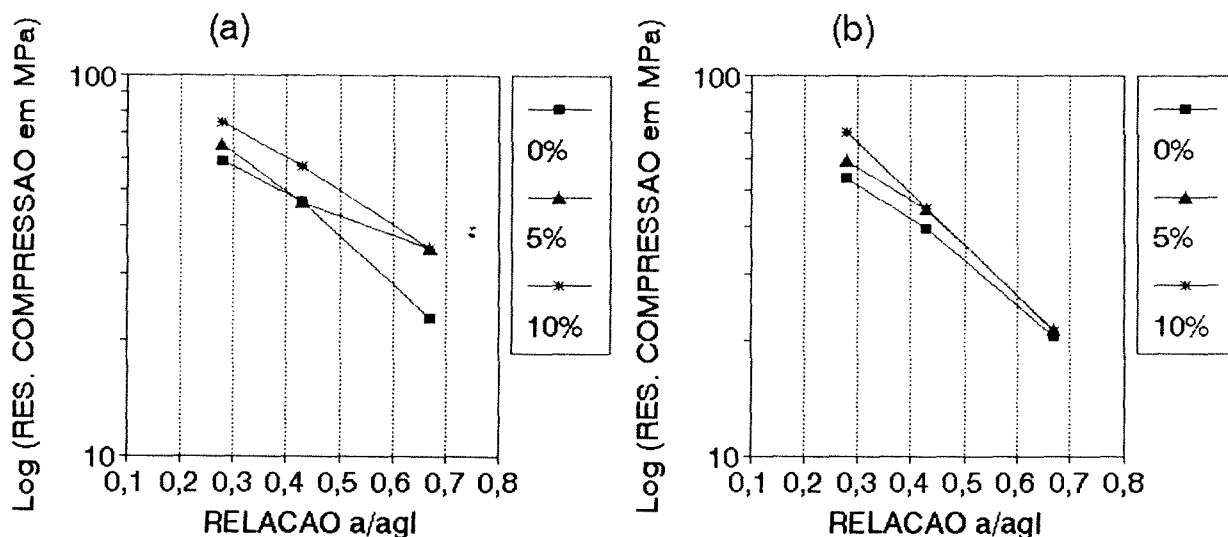 (a)
Log (RES. COMPRESSAO em MPa)
100
10
0,1 0,2 0,3 0,4 0,5 0,6 0,7 0,8
RELACAO a/agl
0%
5%
10%
(b)
Log (RES. COMPRESSAO em MPa)
100
10
0,1 0,2 0,3 0,4 0,5 0,6 0,7 0,8
RELACAO a/agl
0%
5%
10%